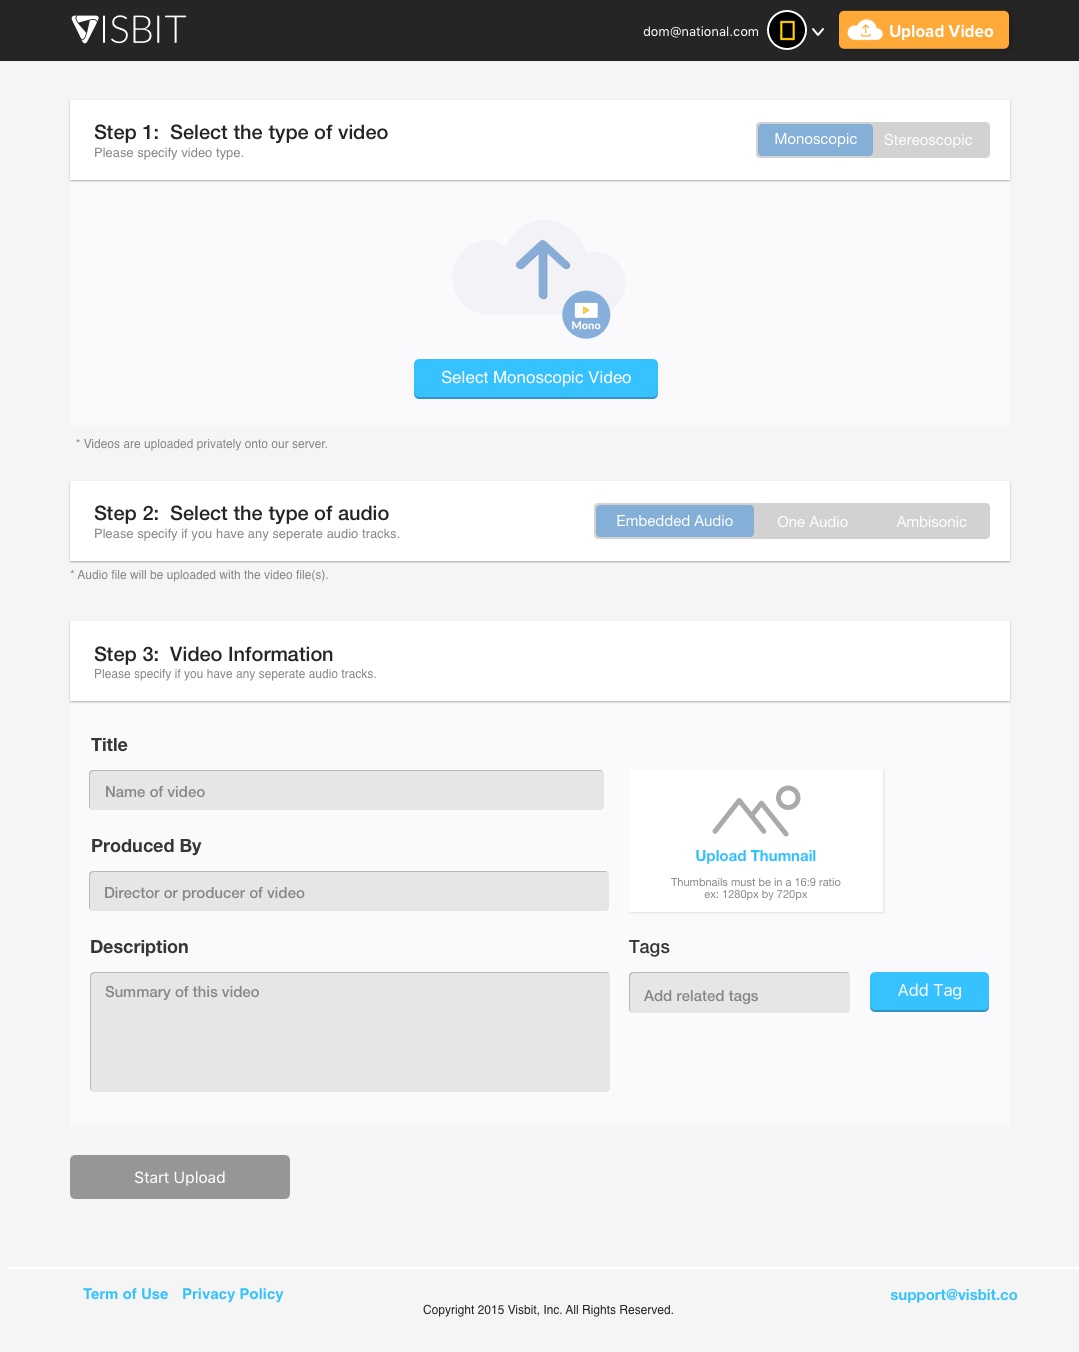 VISBIT
dom@national.com
Upload Video
Step 1:  Select the type of video
Please specify video type.
Monoscopic
Stereoscopic
Mono
Select Monoscopic Video
* Videos are uploaded privately onto our server.
Step 2:  Select the type of audio
Please specify if you have any seperate audio tracks.
Embedded Audio
One Audio
Ambisonic
* Audio file will be uploaded with the video file(s).
Step 3:  Video Information
Please specify if you have any seperate audio tracks.
Title
Name of video
Produced By
Director or producer of video
Description
Summary of this video
Upload Thumnail
Thumbnails must be in a 16:9 ratio
ex: 1280px by 720px
Tags
Add related tags
Add Tag
Start Upload
Term of Use
Privacy Policy
Copyright 2015 Visbit, Inc. All Rights Reserved.
support@visbit.co